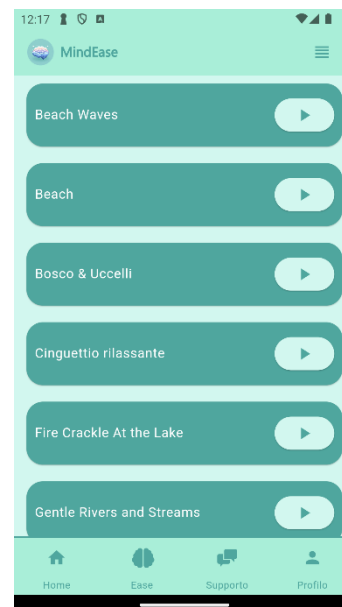 12:17
MindEase
Beach Waves
Beach
Bosco & Uccelli
Cinguettio rilassante
Fire Crackle At the Lake
Gentle Rivers and Streams
Home Ease Supporto Profilo